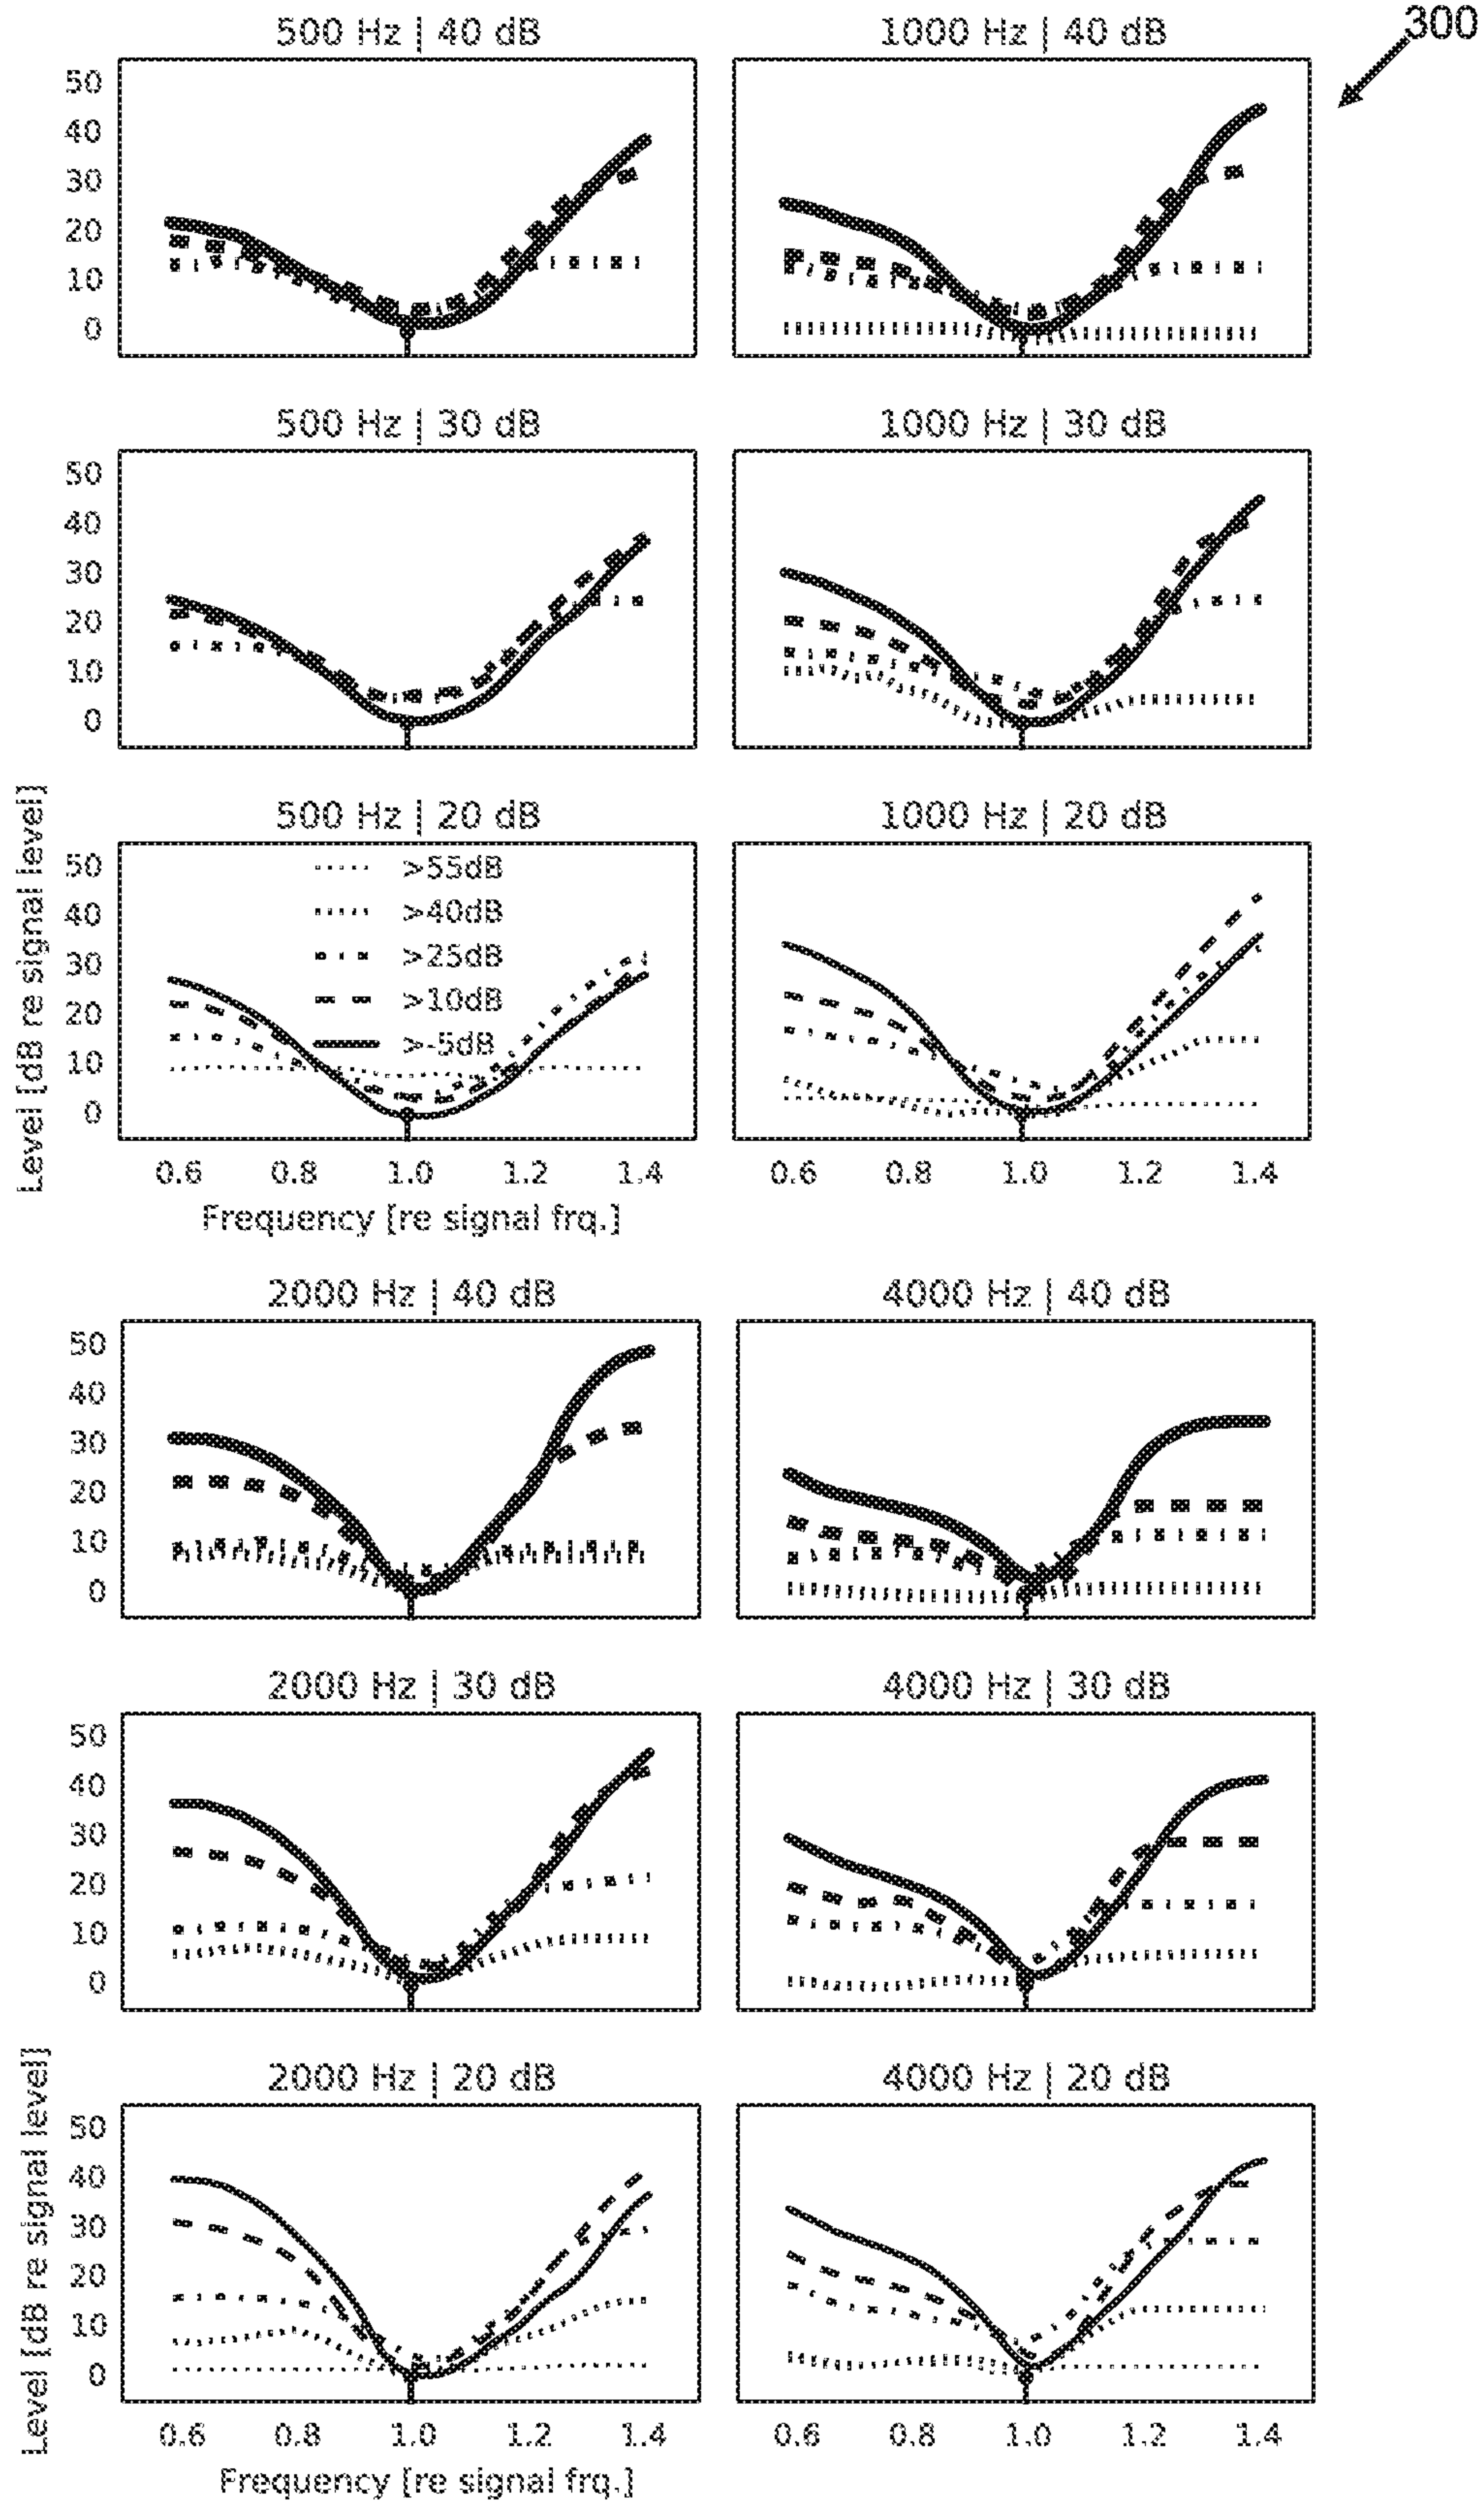 300
500 Hz | 40 dB
1000 Hz | 40 dB
50
40
30
20
10
0
500 Hz | 30 dB
1000 Hz | 30 dB
50
40
30
20
10
0
Level [dB re signal level]
500 Hz | 20 dB
1000 Hz | 20 dB
50
40
30
20
10
0
>55dB
>40dB
>25dB
>10dB
>-5dB
0.6 0.8 1.0 1.2 1.4
0.6 0.8 1.0 1.2 1.4
Frequency [re signal frq.]
2000 Hz | 40 dB
4000 Hz | 40 dB
50
40
30
20
10
0
2000 Hz | 30 dB
4000 Hz | 30 dB
50
40
30
20
10
0
Level [dB re signal level]
2000 Hz | 20 dB
4000 Hz | 20 dB
50
40
30
20
10
0
0.6 0.8 1.0 1.2 1.4
0.6 0.8 1.0 1.2 1.4
Frequency [re signal frq.]